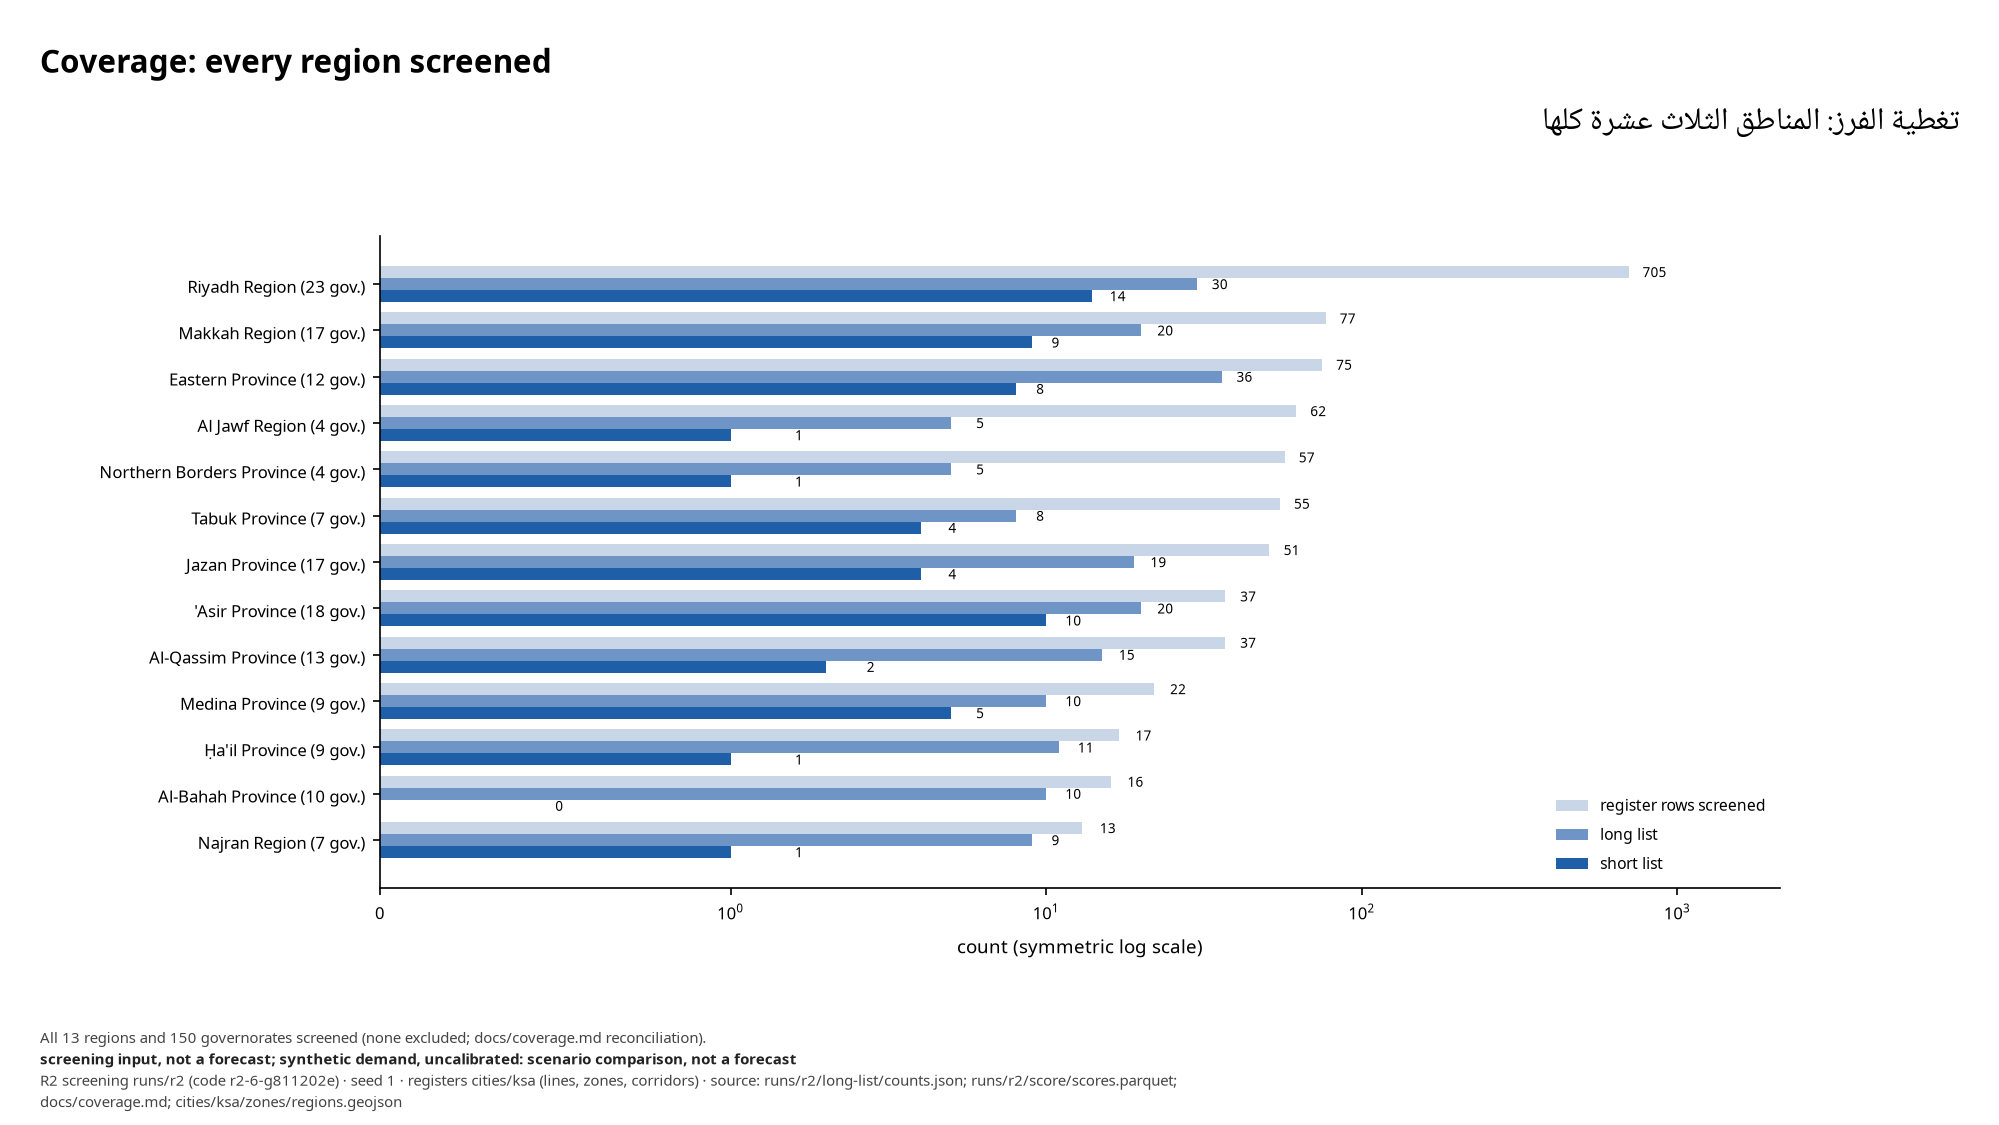 Coverage: every region screened
تغطية الفرز: المناطق الثلاث عشرة كلها
Riyadh Region (23 gov.)
705
30
14
Makkah Region (17 gov.)
77
20
9
Eastern Province (12 gov.)
75
36
8
Al Jawf Region (4 gov.)
62
5
1
Northern Borders Province (4 gov.)
57
5
1
Tabuk Province (7 gov.)
55
8
4
Jazan Province (17 gov.)
51
19
4
'Asir Province (18 gov.)
37
20
10
Al-Qassim Province (13 gov.)
37
15
2
Medina Province (9 gov.)
22
10
5
Ḥa'il Province (9 gov.)
17
11
1
Al-Bahah Province (10 gov.)
16
10
0
Najran Region (7 gov.)
13
9
1
register rows screened
long list
short list
0 10⁰ 10¹ 10² 10³
count (symmetric log scale)
All 13 regions and 150 governorates screened (none excluded; docs/coverage.md reconciliation).
screening input, not a forecast; synthetic demand, uncalibrated: scenario comparison, not a forecast
R2 screening runs/r2 (code r2-6-g811202e) · seed 1 · registers cities/ksa (lines, zones, corridors) · source: runs/r2/long-list/counts.json; runs/r2/score/scores.parquet;
docs/coverage.md; cities/ksa/zones/regions.geojson